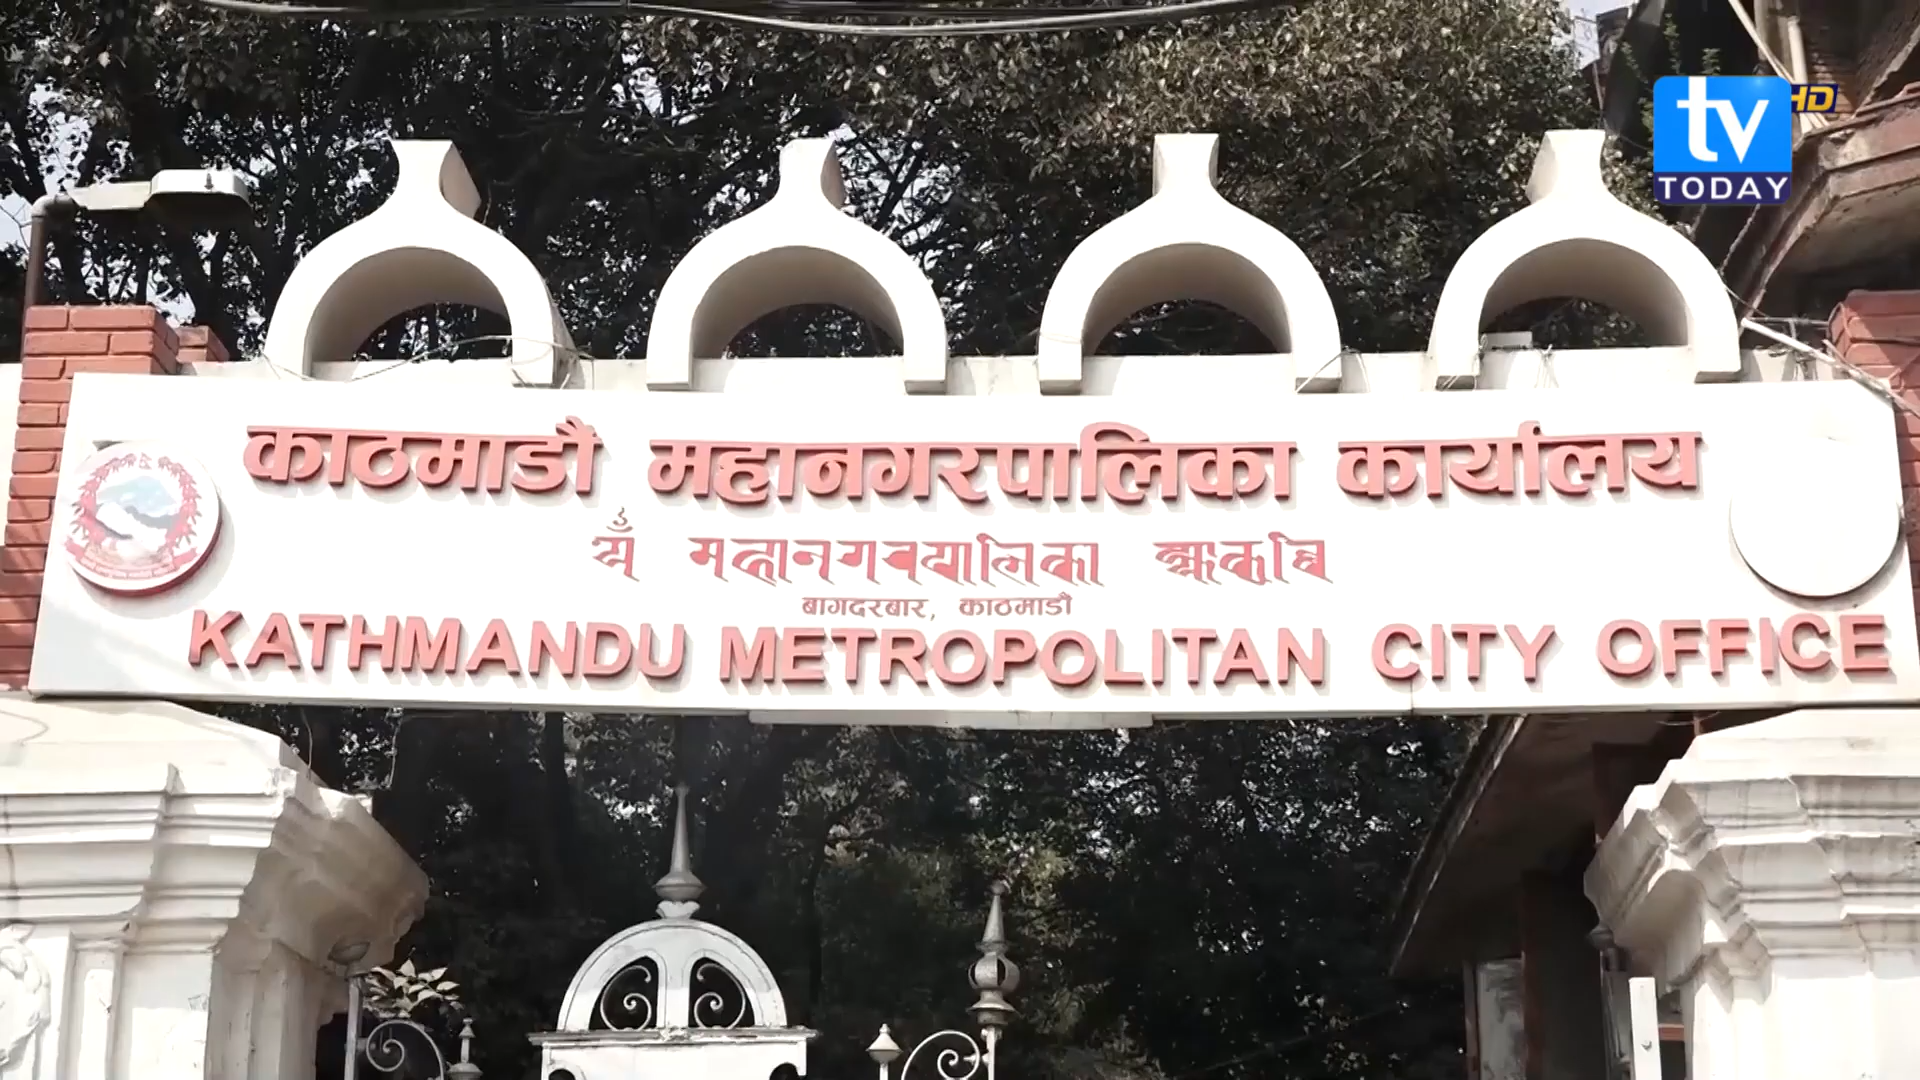 tv HD
TODAY
काठमाडौं महानगरपालिका कार्यालय
बागदरबार, काठमाडौं
KATHMANDU METROPOLITAN CITY OFFICE